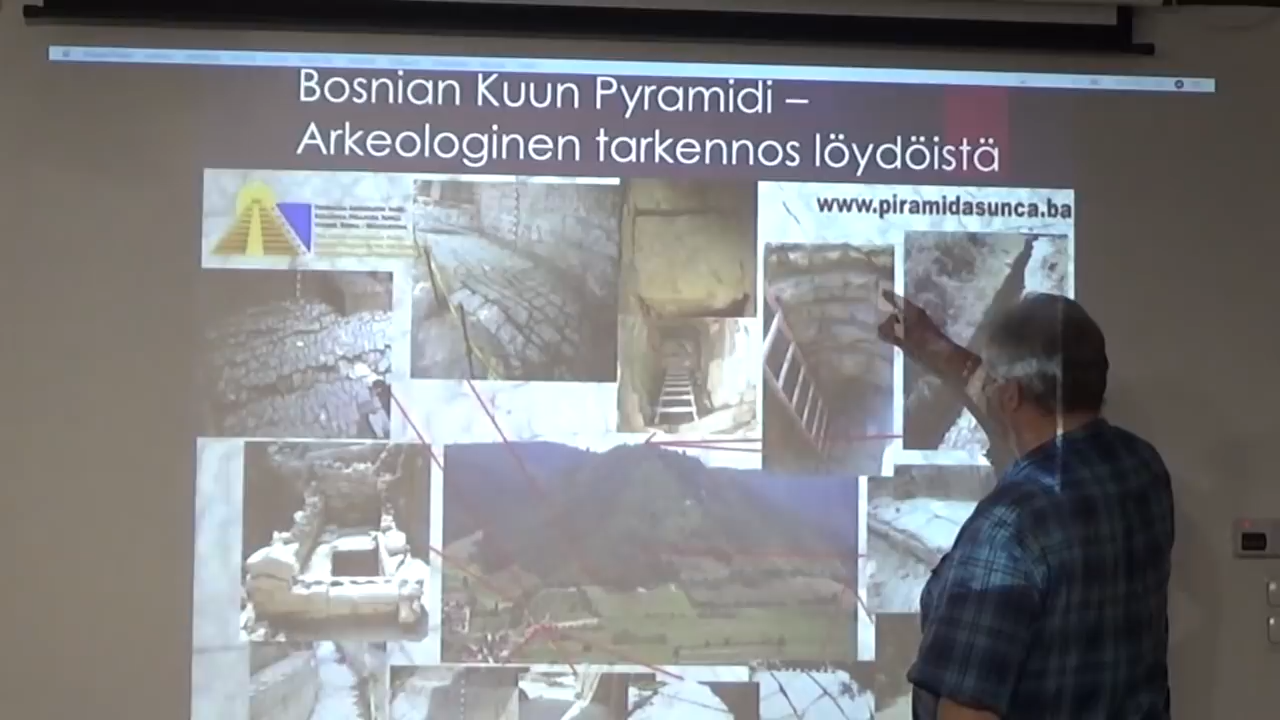 Bosnian Kuun Pyramidi –
Arkeologinen tarkennos löydöistä
www.piramidasunca.ba